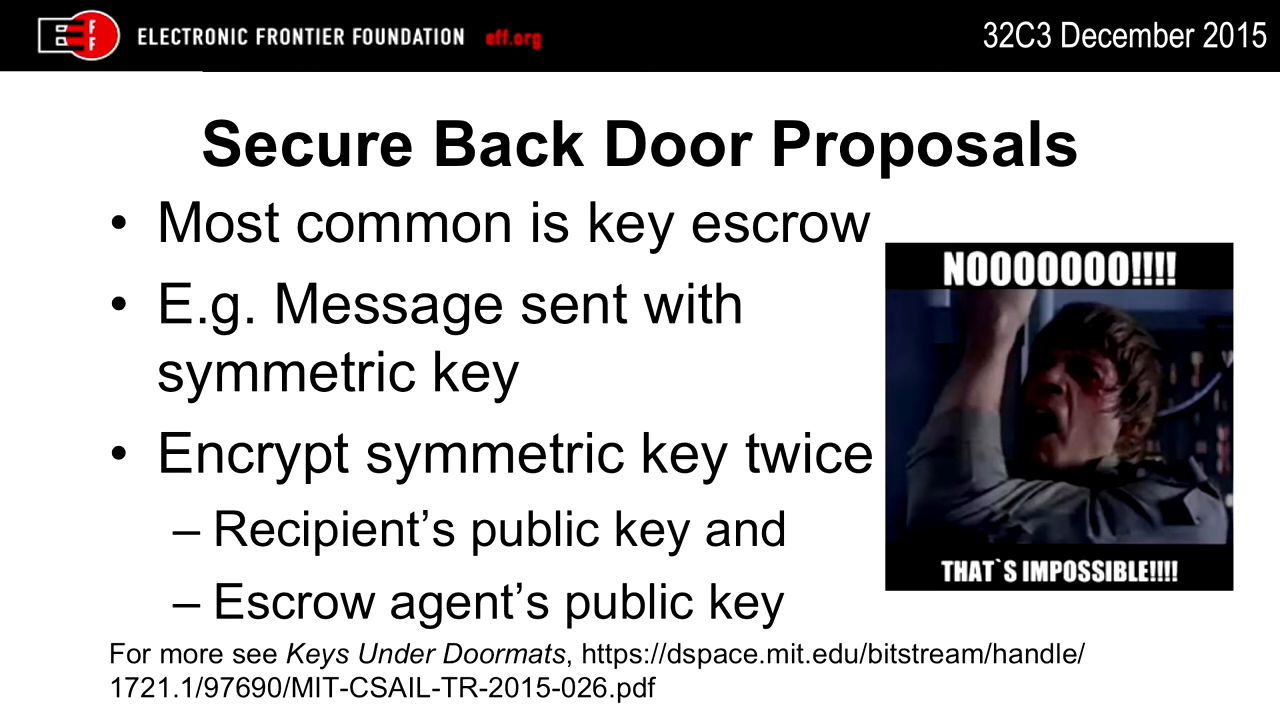 EFF
ELECTRONIC FRONTIER FOUNDATION eff.org
32C3 December 2015
Secure Back Door Proposals
• Most common is key escrow
• E.g. Message sent with
symmetric key
• Encrypt symmetric key twice
– Recipient’s public key and
– Escrow agent’s public key
NOOOOOOO!!!!
THAT`S IMPOSSIBLE!!!!
For more see Keys Under Doormats, https://dspace.mit.edu/bitstream/handle/
1721.1/97690/MIT-CSAIL-TR-2015-026.pdf